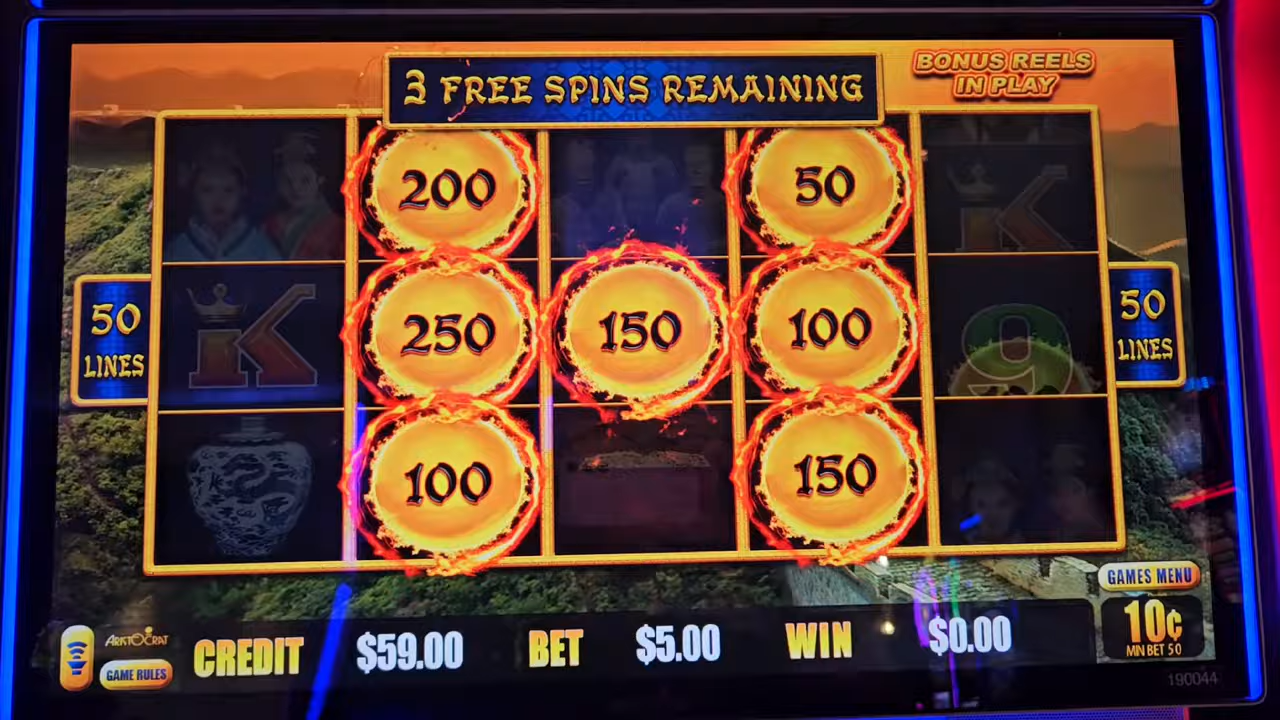 3 FREE SPINS REMAINING
BONUS REELS
IN PLAY
200
50
K
50
LINES
K
250
150
100
9
50
LINES
100
150
GAMES MENU
ARISTOCRAT
GAME RULES
CREDIT $59.00 BET $5.00 WIN $0.00
10¢
MIN BET 50
190044